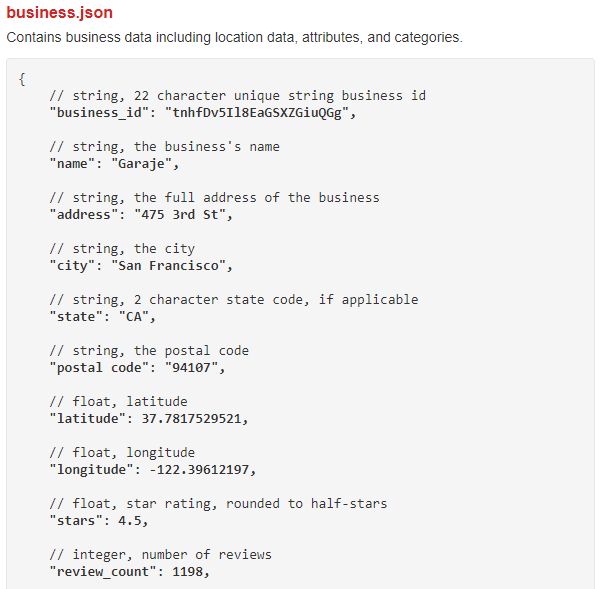 business.json
Contains business data including location data, attributes, and categories.
{
    // string, 22 character unique string business id
    "business_id": "tnhfDv5Il8EaGSXZGiuQGg",

    // string, the business's name
    "name": "Garaje",

    // string, the full address of the business
    "address": "475 3rd St",

    // string, the city
    "city": "San Francisco",

    // string, 2 character state code, if applicable
    "state": "CA",

    // string, the postal code
    "postal code": "94107",

    // float, latitude
    "latitude": 37.7817529521,

    // float, longitude
    "longitude": -122.39612197,

    // float, star rating, rounded to half-stars
    "stars": 4.5,

    // integer, number of reviews
    "review_count": 1198,